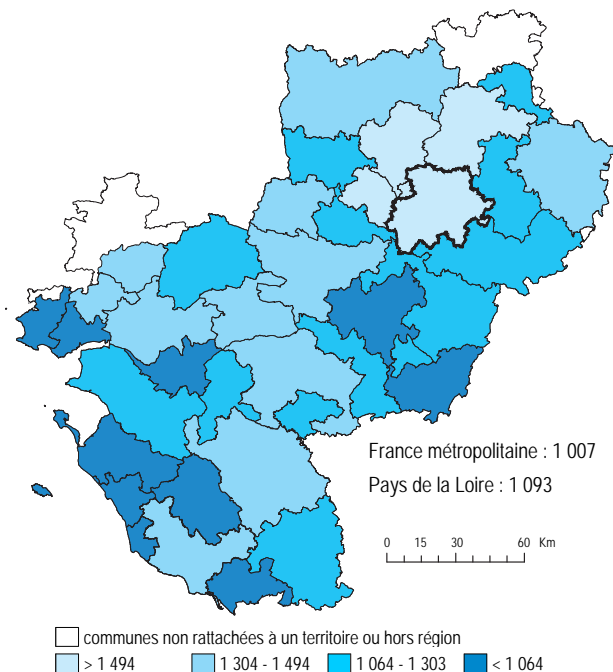 France métropolitaine : 1 007
Pays de la Loire : 1 093
0 15 30 60 Km
communes non rattachées à un territoire ou hors région
> 1 494 1 304 - 1 494 1 064 - 1 303 < 1 064